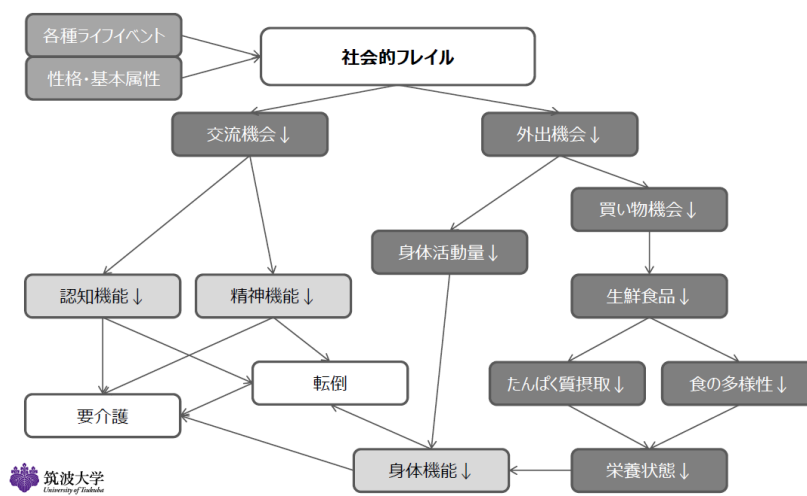 各種ライフイベント
性格・基本属性
社会的フレイル
交流機会↓
外出機会↓
買い物機会↓
身体活動量↓
認知機能↓
精神機能↓
生鮮食品↓
転倒
たんぱく質摂取↓
食の多様性↓
要介護
身体機能↓
栄養状態↓
筑波大学
University of Tsukuba